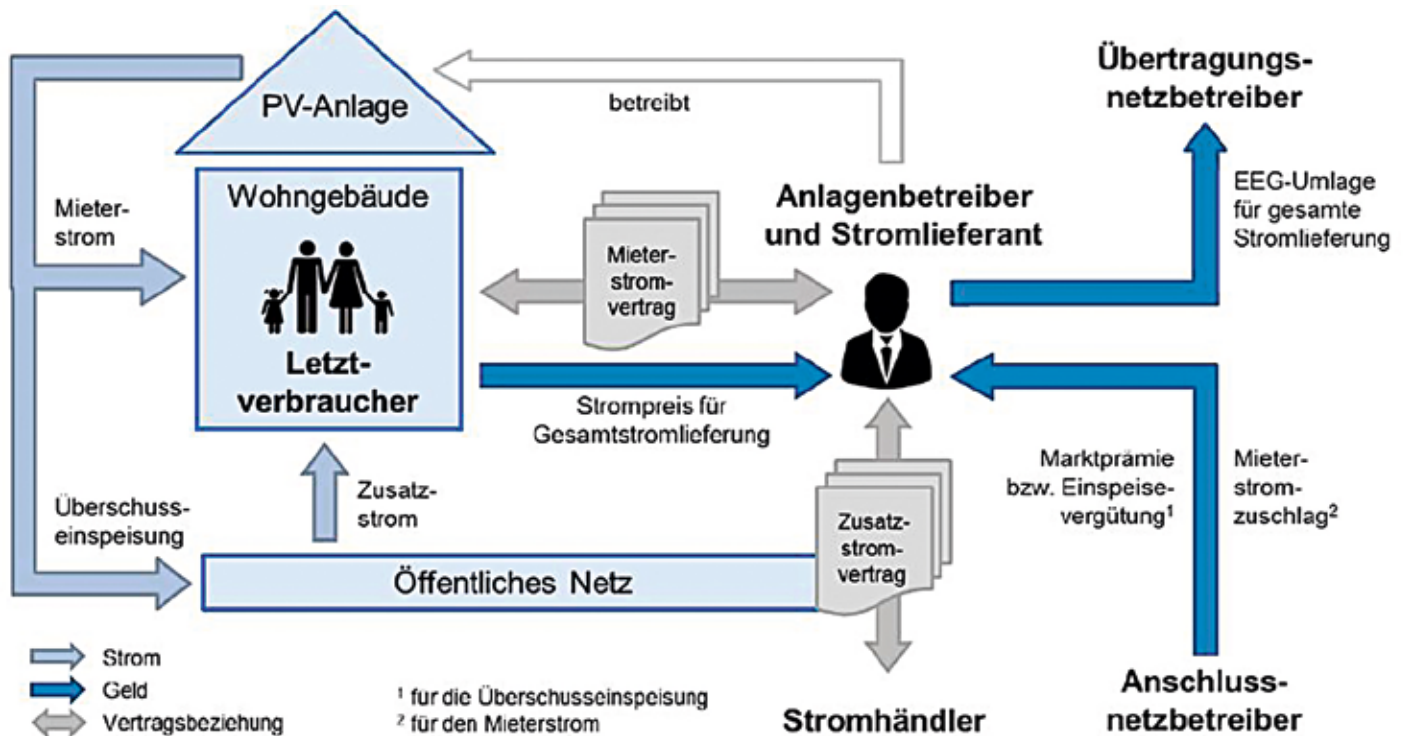 PV-Anlage
betreibt
Übertragungs-
netzbetreiber
EEG-Umlage
für gesamte
Stromlieferung
Mieter-
strom
Wohngebäude
Letzt-
verbraucher
Mieter-
strom-
vertrag
Anlagenbetreiber
und Stromlieferant
Strompreis für
Gesamtstromlieferung
Marktprämie
bzw. Einspeise-
vergütung¹
Mieter-
strom-
zuschlag²
Überschuss-
einspeisung
Zusatz-
strom
Zusatz-
strom-
vertrag
Öffentliches Netz
Strom
Geld
Vertragsbeziehung
¹ fur die Überschusseinspeisung
² für den Mieterstrom
Stromhändler
Anschluss-
netzbetreiber